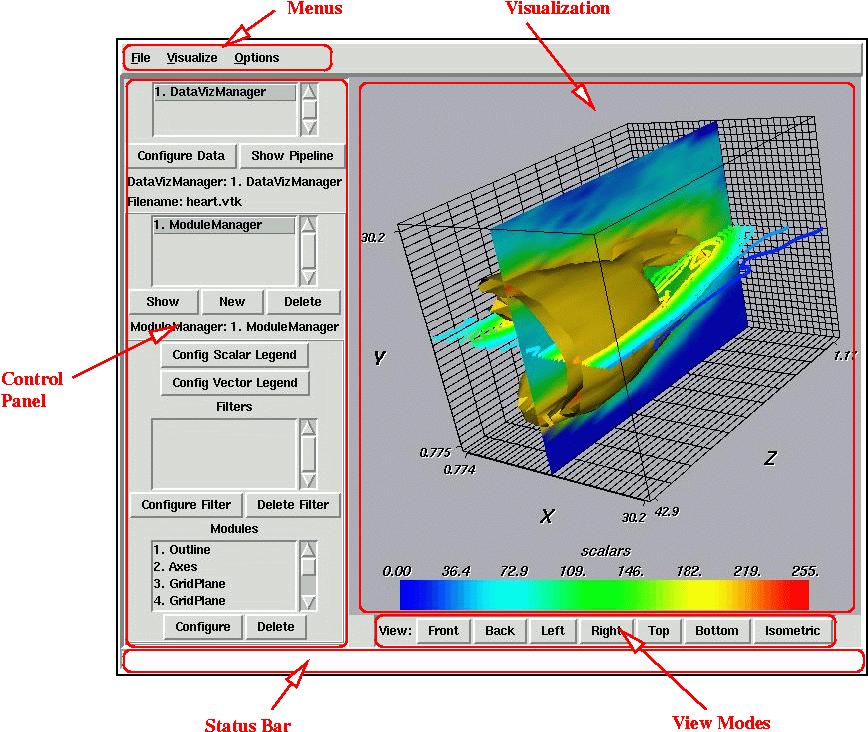 Menus
Visualization
File Visualize Options
1. DataVizManager
Configure Data Show Pipeline
DataVizManager: 1. DataVizManager
Filename: heart.vtk
1. ModuleManager
Show New Delete
ModuleManager: 1. ModuleManager
Config Scalar Legend
Config Vector Legend
Control
Panel
Filters
Configure Filter Delete Filter
Modules
1. Outline
2. Axes
3. GridPlane
4. GridPlane
Configure Delete
30.2
Y
1.17
0.775
0.774
Z
X
30.2
42.9
scalars
0.00 36.4 72.9 109. 146. 182. 219. 255.
View: Front Back Left Right Top Bottom Isometric
Status Bar
View Modes